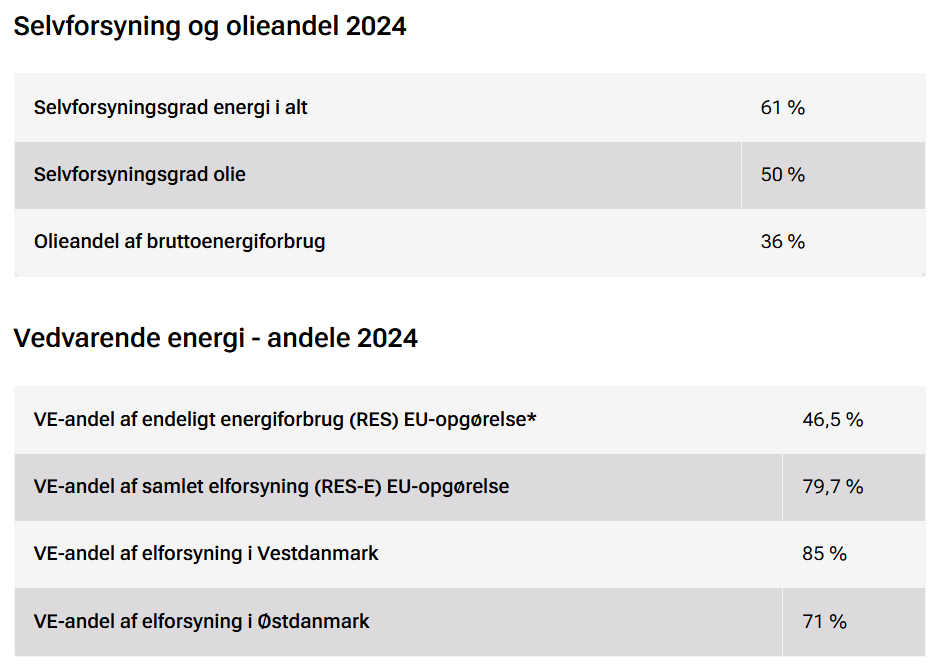 Selvforsyning og olieandel 2024
Selvforsyningsgrad energi i alt 61 %
Selvforsyningsgrad olie 50 %
Olieandel af bruttoenergiforbrug 36 %
Vedvarende energi - andele 2024
VE-andel af endeligt energiforbrug (RES) EU-opgørelse* 46,5 %
VE-andel af samlet elforsyning (RES-E) EU-opgørelse 79,7 %
VE-andel af elforsyning i Vestdanmark 85 %
VE-andel af elforsyning i Østdanmark 71 %